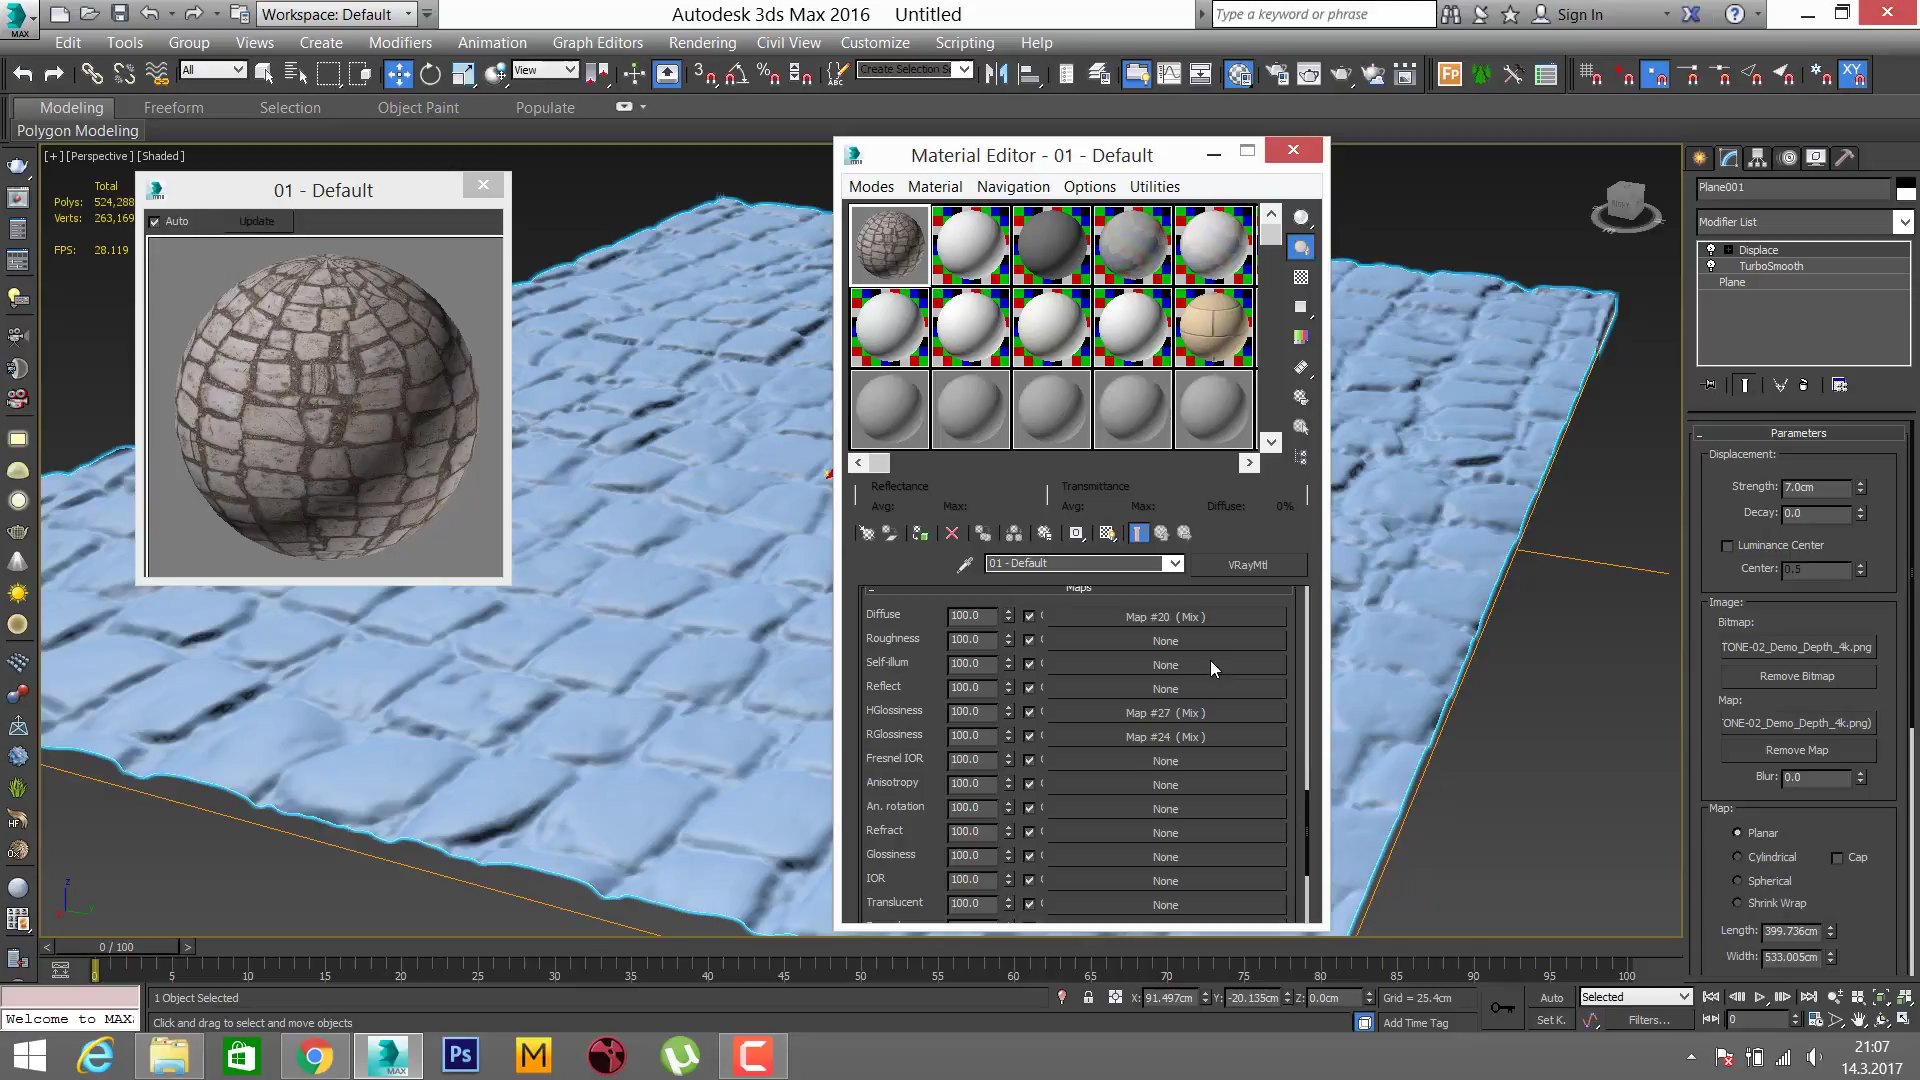 Workspace: Default
Autodesk 3ds Max 2016 Untitled
Type a keyword or phrase
Sign In
MAX
Edit Tools Group Views Create Modifiers Animation Graph Editors Rendering Civil View Customize Scripting Help
All
View
Create Selection Se
Modeling Freeform Selection Object Paint Populate
Polygon Modeling
[+] [Perspective] [Shaded]
Total
Polys: 524,288
Verts: 263,169
FPS: 28.119
01 - Default
Auto Update
Material Editor - 01 - Default
Modes Material Navigation Options Utilities
Reflectance
Avg: Max:
Transmittance
Avg: Max: Diffuse: 0%
01 - Default
VRayMtl
Maps
Diffuse 100.0 Map #20 ( Mix )
Roughness 100.0 None
Self-illum 100.0 None
Reflect 100.0 None
HGlossiness 100.0 Map #27 ( Mix )
RGlossiness 100.0 Map #24 ( Mix )
Fresnel IOR 100.0 None
Anisotropy 100.0 None
An. rotation 100.0 None
Refract 100.0 None
Glossiness 100.0 None
IOR 100.0 None
Translucent 100.0 None
RIGHT
Plane001
Modifier List
Displace
TurboSmooth
Plane
Parameters
Displacement:
Strength: 7.0cm
Decay: 0.0
Luminance Center
Center: 0.5
Image:
Bitmap:
TONE-02_Demo_Depth_4k.png
Remove Bitmap
Map:
TONE-02_Demo_Depth_4k.png)
Remove Map
Blur: 0.0
Map:
Planar
Cylindrical Cap
Spherical
Shrink Wrap
Length: 399.736cm
Width: 533.005cm
0 / 100
0 5 10 15 20 25 30 35 40 45 50 55 60 65 70 75 80 85 90 95 100
1 Object Selected
X: 91.497cm Y: -20.135cm Z: 0.0cm Grid = 25.4cm
Auto Selected
Welcome to MAX:
Click and drag to select and move objects
Add Time Tag
Set K. Filters... 0
21:07
14.3.2017